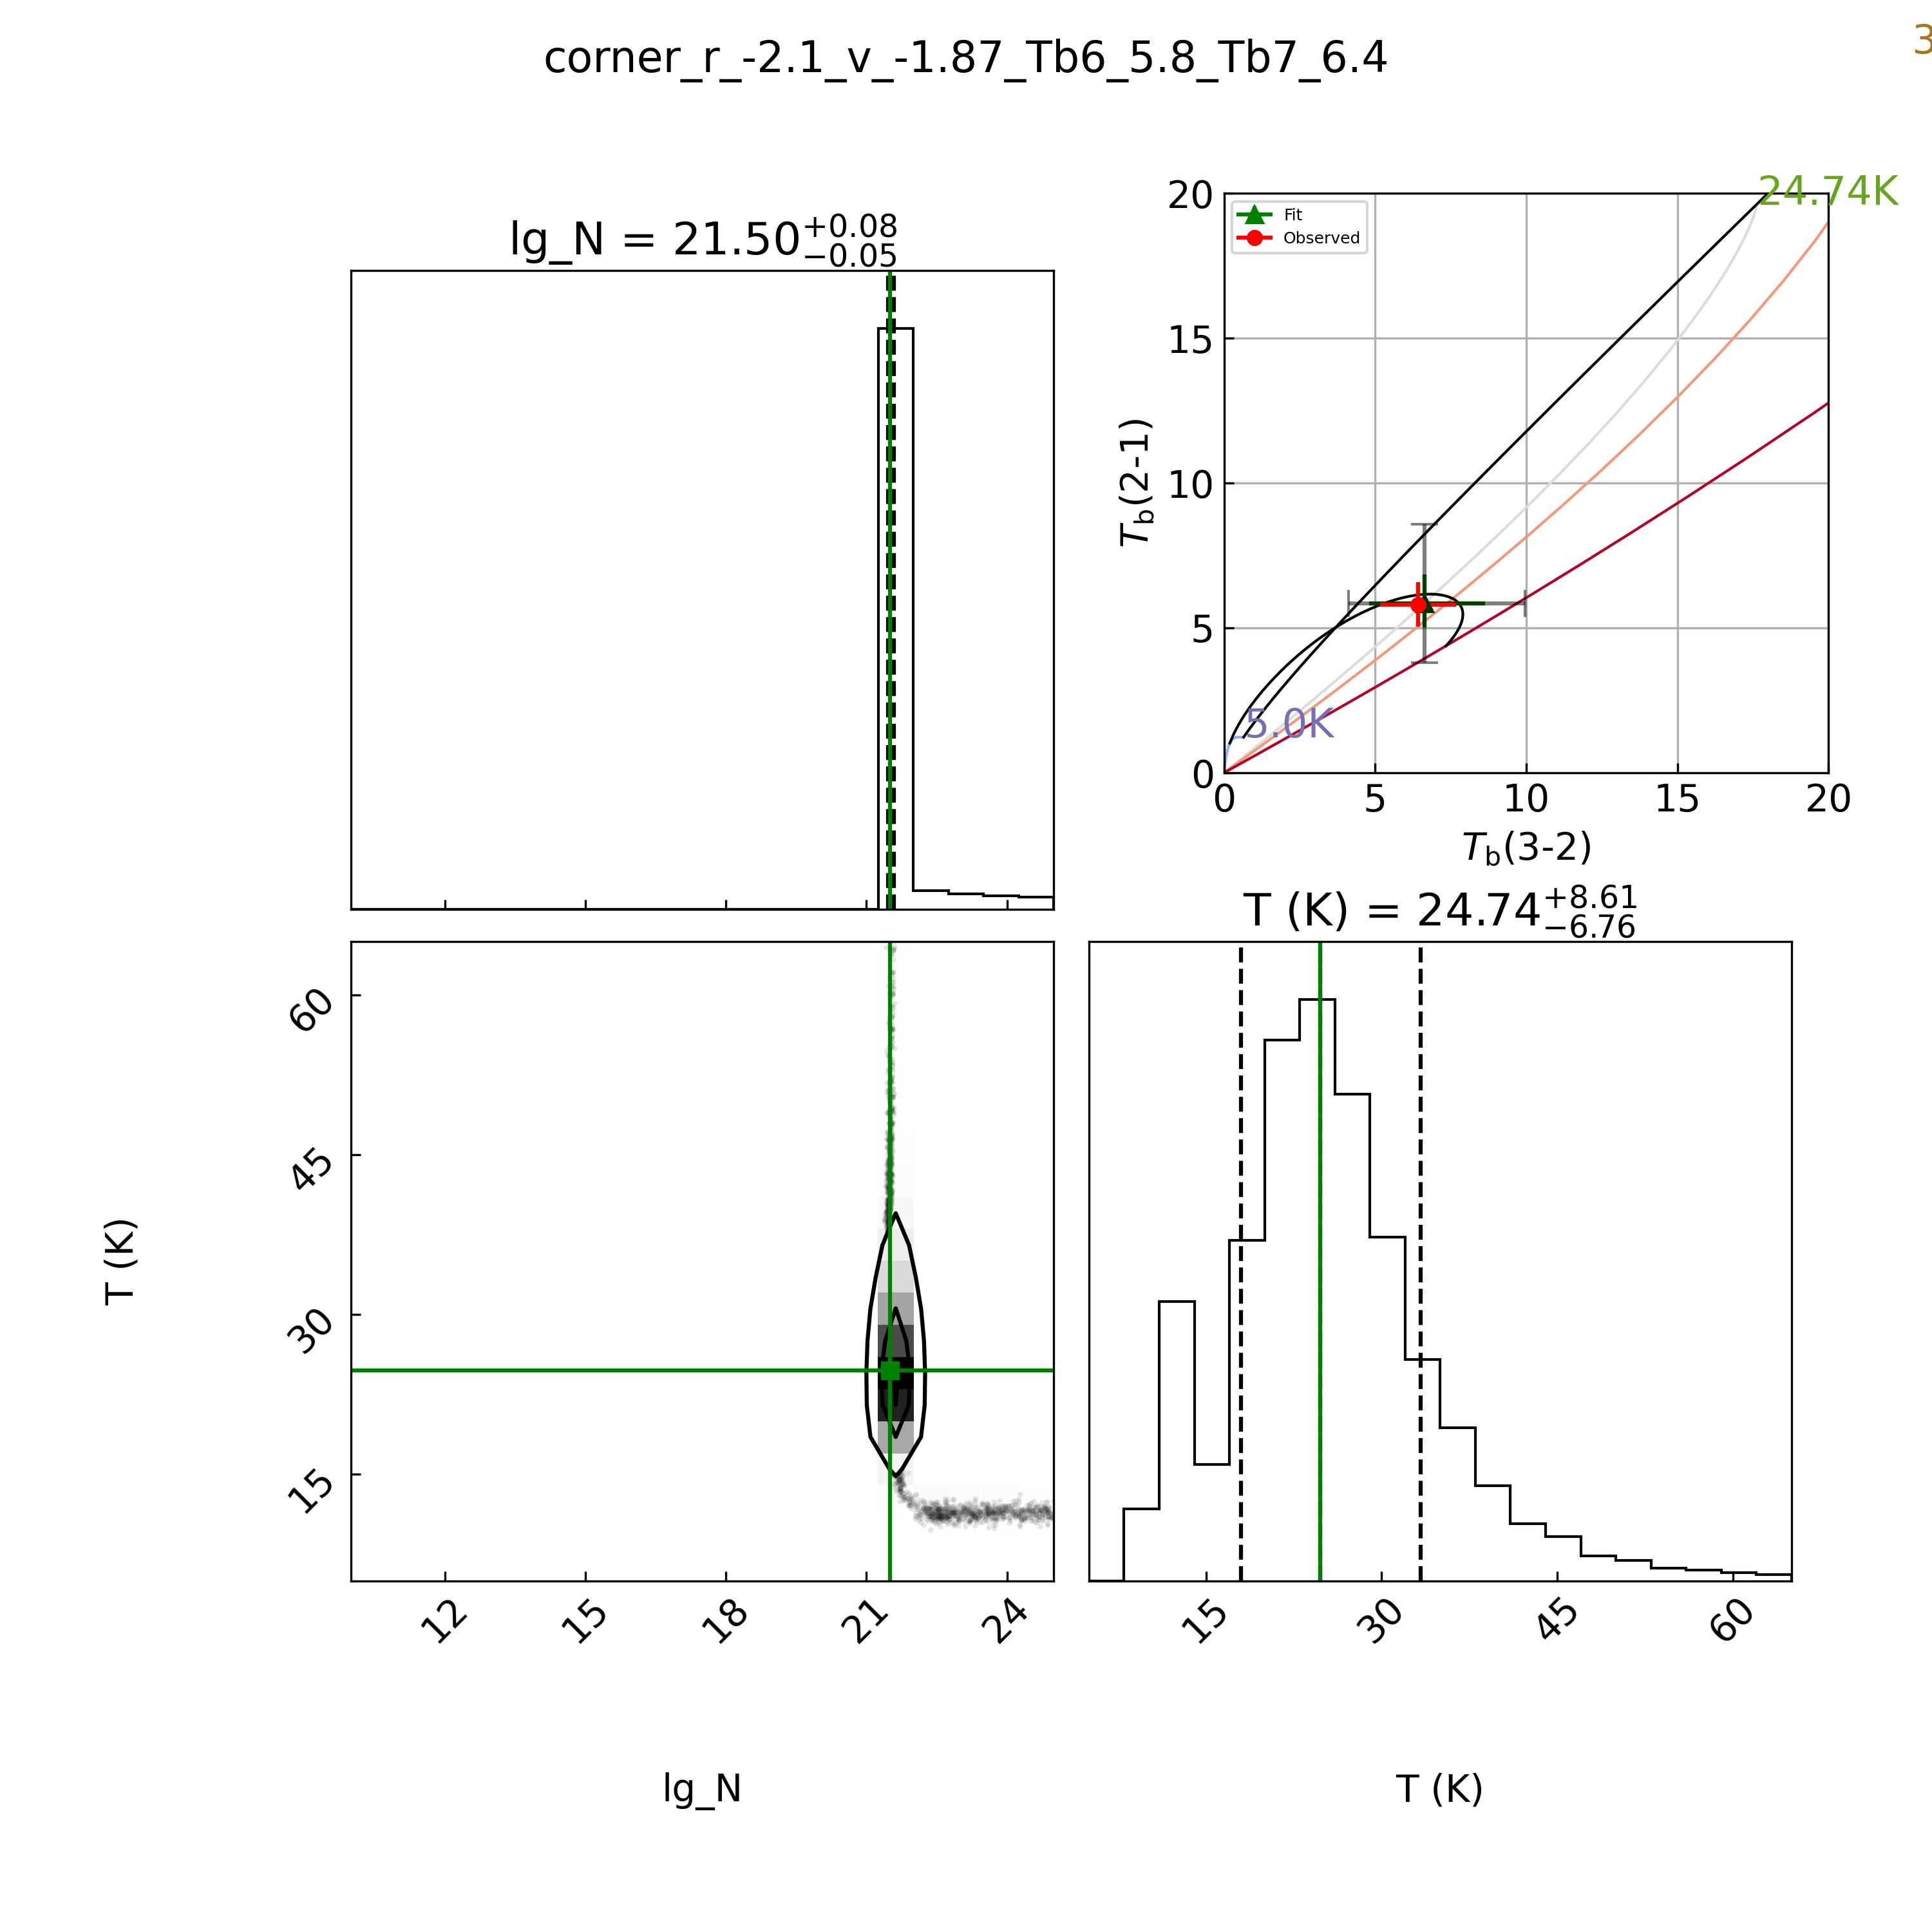 corner_r_-2.1_v_-1.87_Tb6_5.8_Tb7_6.4
3
lg_N = 21.50+0.08−0.05
24.74K
Fit
Observed
20
15
10
5
0
5.0K
Tb(2-1)
0 5 10 15 20
Tb(3-2)
T (K) = 24.74+8.61−6.76
60
45
30
15
T (K)
12 15 18 21 24
15 30 45 60
lg_N
T (K)